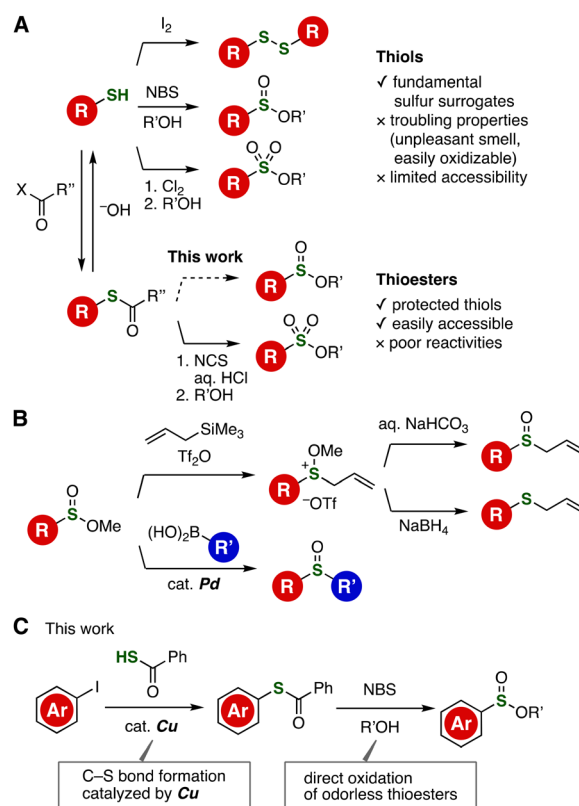 A
I2
R
S
S
R
Thiols
✓ fundamental
sulfur surrogates
× troubling properties
(unpleasant smell,
easily oxidizable)
× limited accessibility
R
SH
NBS
R'OH
R
O
S
OR'
1. Cl2
2. R'OH
R
O O
S
OR'
X
R"
O
–OH
This work
R
O
S
OR'
Thioesters
✓ protected thiols
✓ easily accessible
× poor reactivities
R
S
R"
O
1. NCS
aq. HCl
2. R'OH
R
O O
S
OR'
B
SiMe3
Tf2O
OMe
S
+
R
–OTf
aq. NaHCO3
O
S
R
NaBH4
S
R
O
S
OMe
R
(HO)2B
R'
cat. Pd
O
S
R
R'
C This work
HS
Ph
O
I
Ar
cat. Cu
S
Ph
O
Ar
NBS
R'OH
O
S
OR'
Ar
C–S bond formation
catalyzed by Cu
direct oxidation
of odorless thioesters